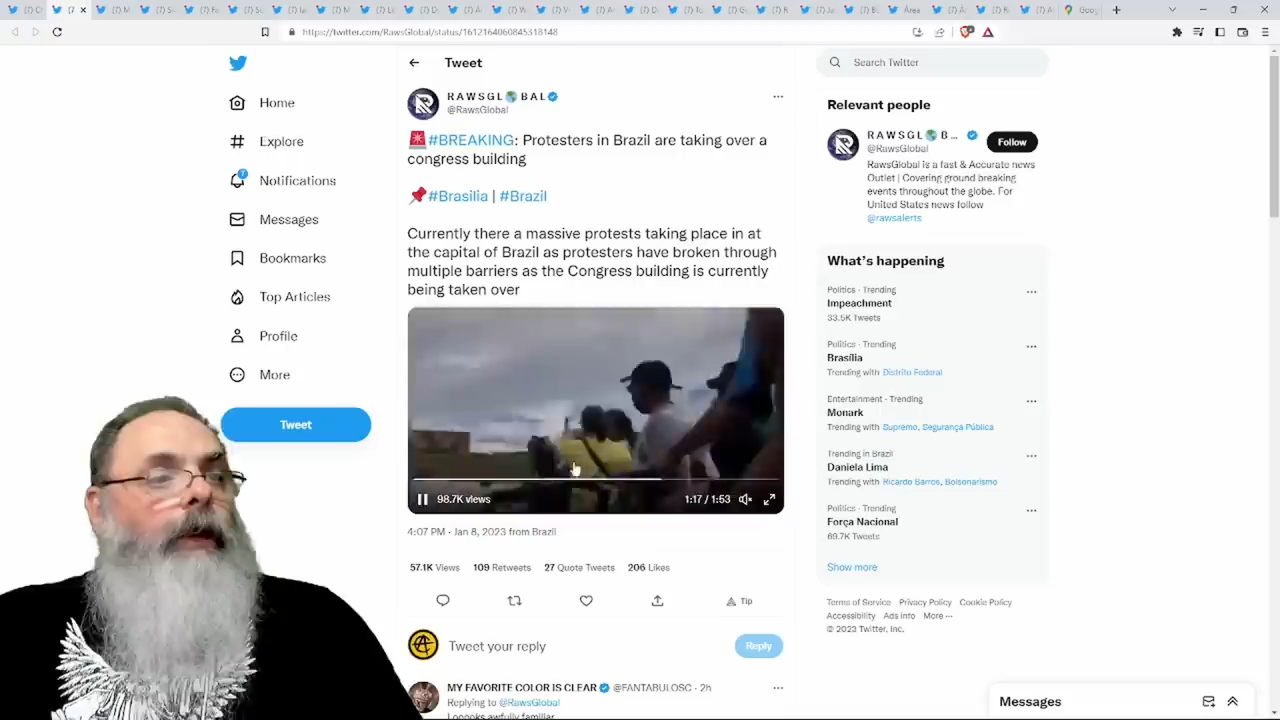 https://twitter.com/RawsGlobal/status/1612164060845318148
Home
Explore
7
Notifications
Messages
Bookmarks
Top Articles
Profile
More
Tweet
Tweet
R A W S G L 🌎 B A L
@RawsGlobal
🚨#BREAKING: Protesters in Brazil are taking over a
congress building
📌#Brasilia | #Brazil
Currently there a massive protests taking place in at
the capital of Brazil as protesters have broken through
multiple barriers as the Congress building is currently
being taken over
98.7K views
1:17 / 1:53
4:07 PM · Jan 8, 2023 from Brazil
57.1K Views 109 Retweets 27 Quote Tweets 206 Likes
Tip
Tweet your reply
Reply
MY FAVORITE COLOR IS CLEAR @FANTABULOSC · 2h
Replying to @RawsGlobal
Looooks awfully familiar
Search Twitter
Relevant people
R A W S G L 🌎 B ...
@RawsGlobal
Follow
RawsGlobal is a fast & Accurate news
Outlet | Covering ground breaking
events throughout the globe. For
United States news follow
@rawsalerts
What's happening
Politics · Trending
Impeachment
33.5K Tweets
Politics · Trending
Brasília
Trending with Distrito Federal
Entertainment · Trending
Monark
Trending with Supremo, Segurança Pública
Trending in Brazil
Daniela Lima
Trending with Ricardo Barros, Bolsonarismo
Politics · Trending
Força Nacional
69.7K Tweets
Show more
Terms of Service Privacy Policy Cookie Policy
Accessibility Ads info More ···
© 2023 Twitter, Inc.
Messages